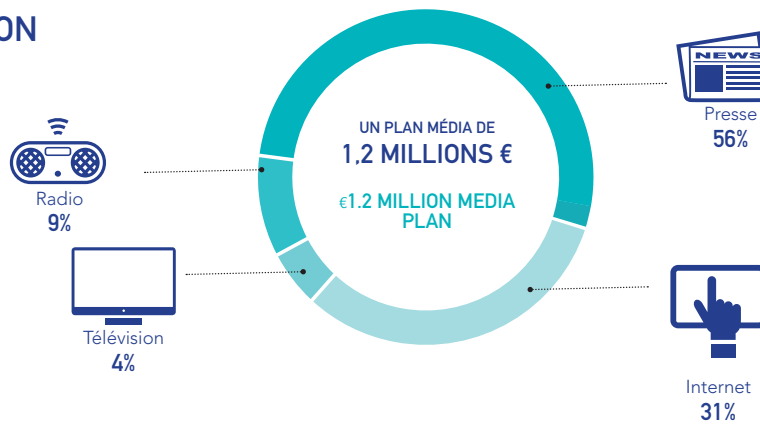 ON
NEWS
Presse
56%
UN PLAN MÉDIA DE
1,2 MILLIONS €
€1.2 MILLION MEDIA
PLAN
Radio
9%
Télévision
4%
Internet
31%